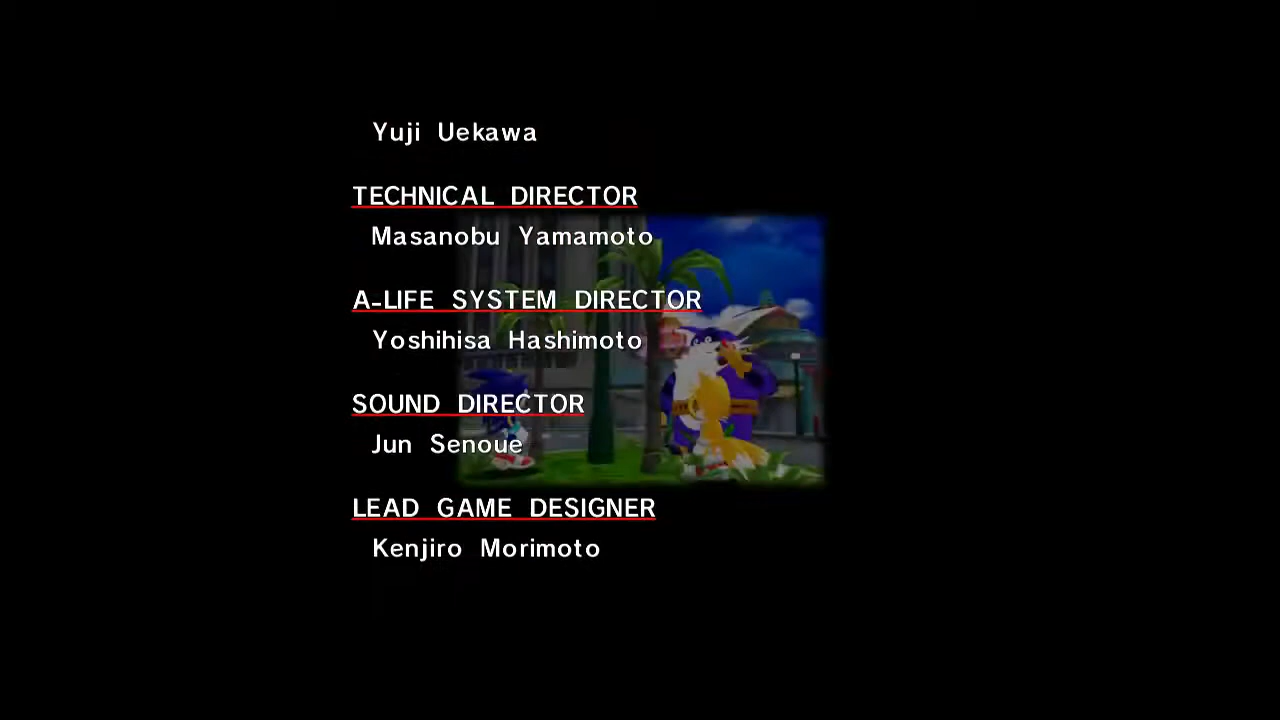 Yuji Uekawa
TECHNICAL DIRECTOR
Masanobu Yamamoto
A-LIFE SYSTEM DIRECTOR
Yoshihisa Hashimoto
SOUND DIRECTOR
Jun Senoue
LEAD GAME DESIGNER
Kenjiro Morimoto